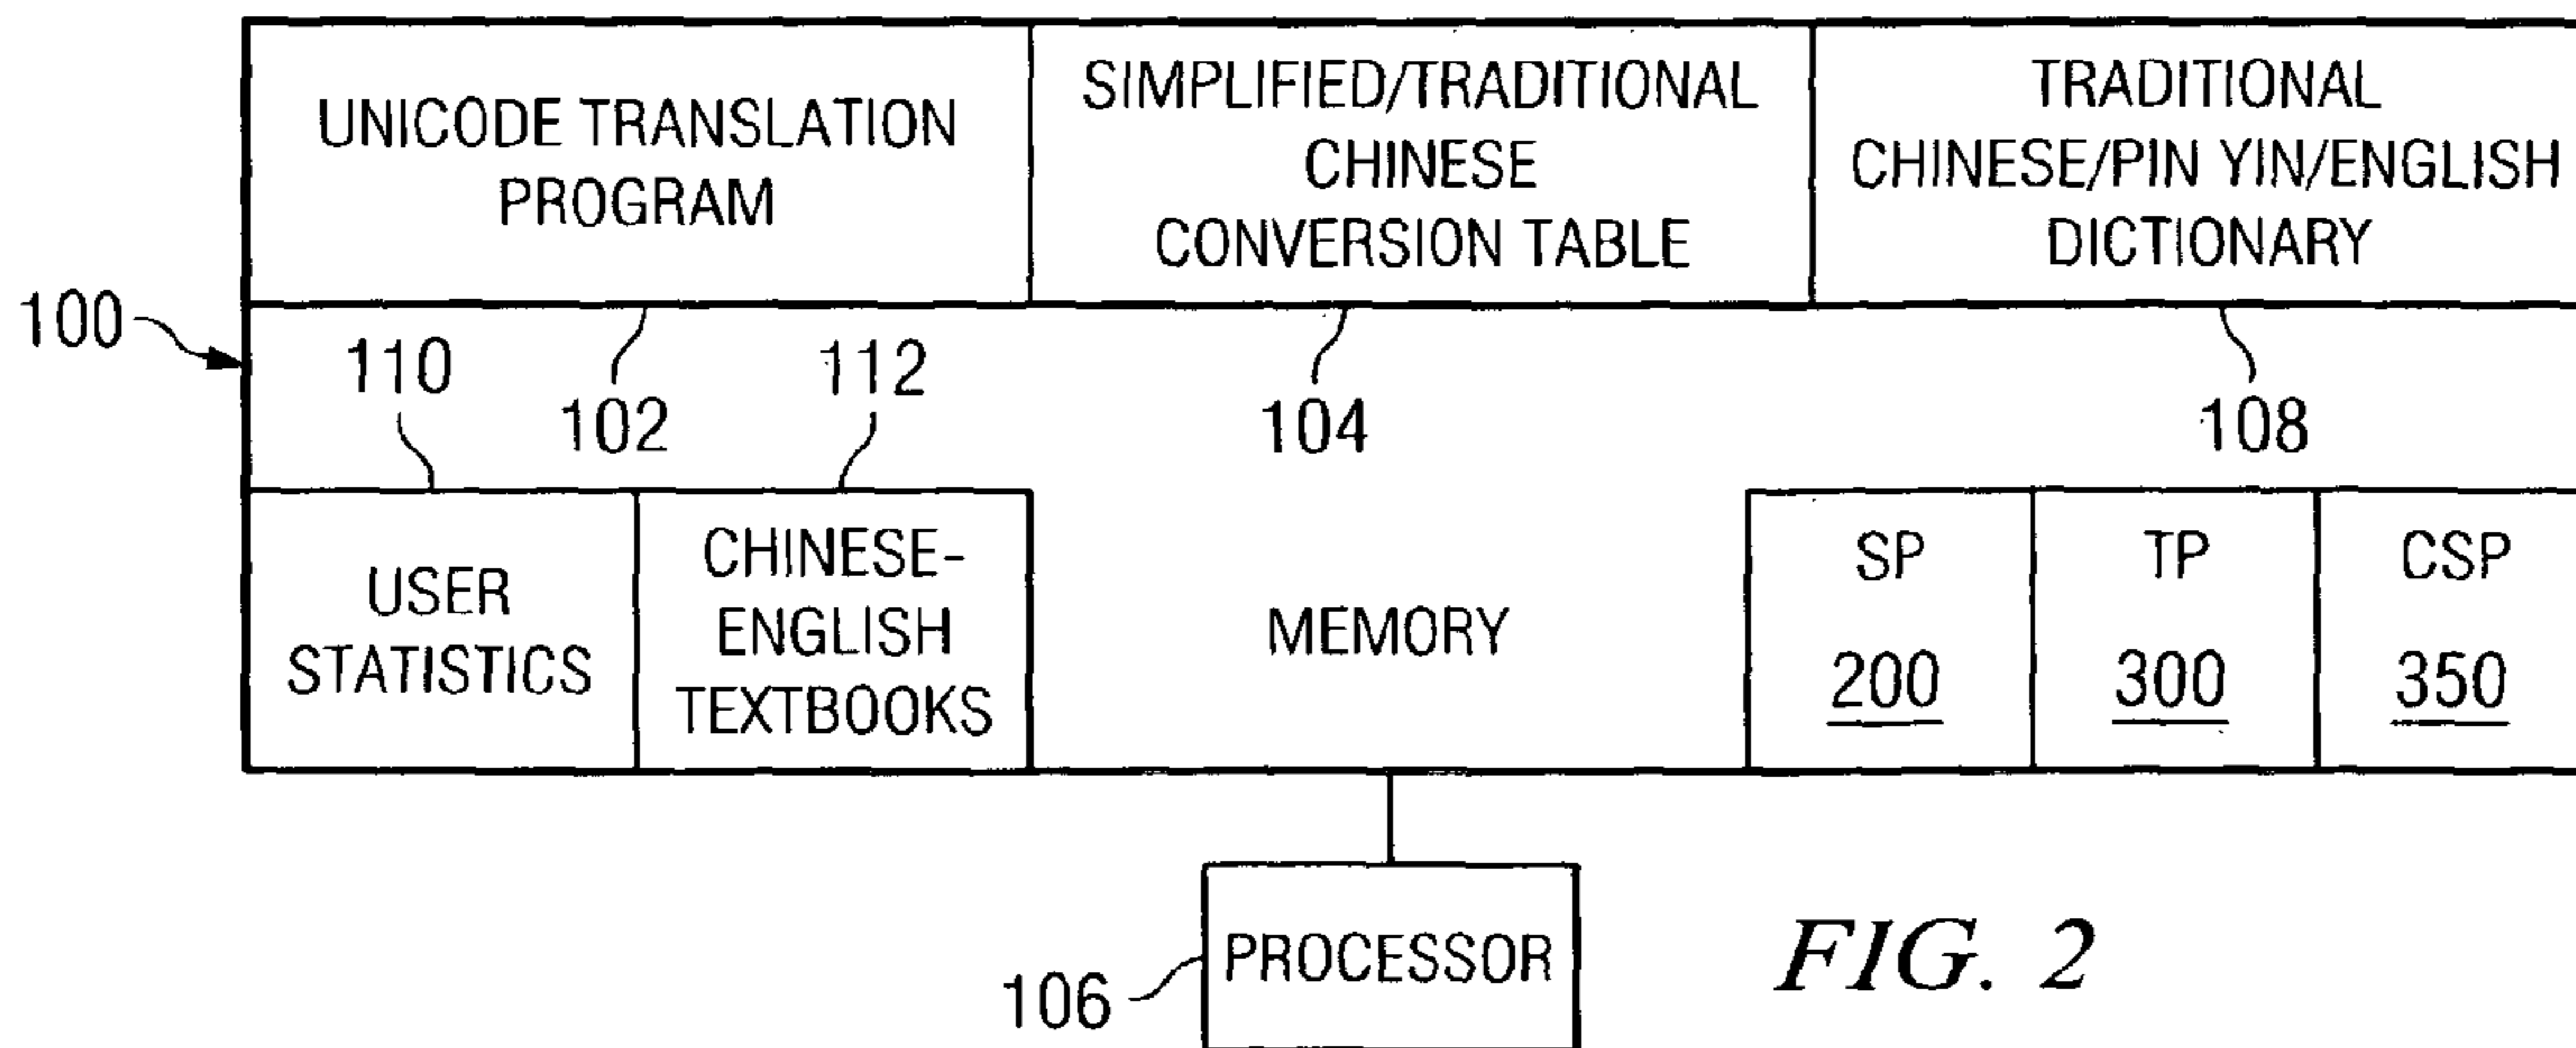 UNICODE TRANSLATION
PROGRAM
SIMPLIFIED/TRADITIONAL
CHINESE
CONVERSION TABLE
TRADITIONAL
CHINESE/PIN YIN/ENGLISH
DICTIONARY
100
110
102
112
104
108
USER
STATISTICS
CHINESE-
ENGLISH
TEXTBOOKS
MEMORY
SP
200
TP
300
CSP
350
PROCESSOR
106
FIG. 2